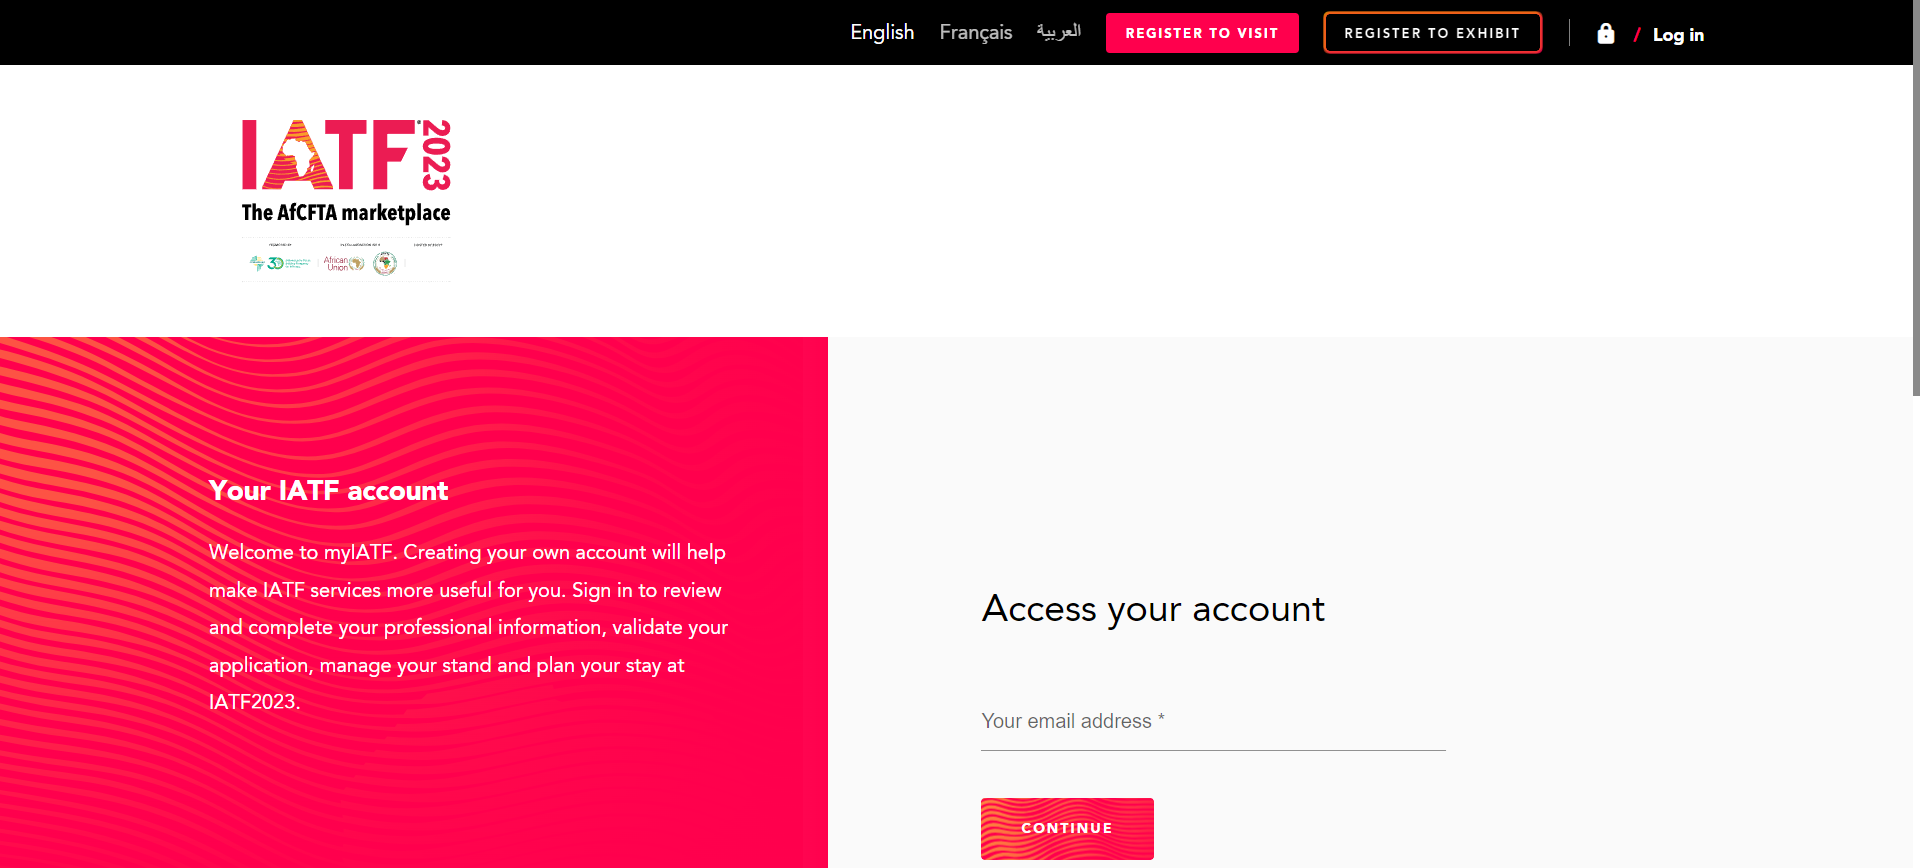 English Français العربية REGISTER TO VISIT REGISTER TO EXHIBIT / Log in
IATF 2023
The AfCFTA marketplace
African
Union
Your IATF account
Welcome to myIATF. Creating your own account will help
make IATF services more useful for you. Sign in to review
and complete your professional information, validate your
application, manage your stand and plan your stay at
IATF2023.
Access your account
Your email address *
CONTINUE